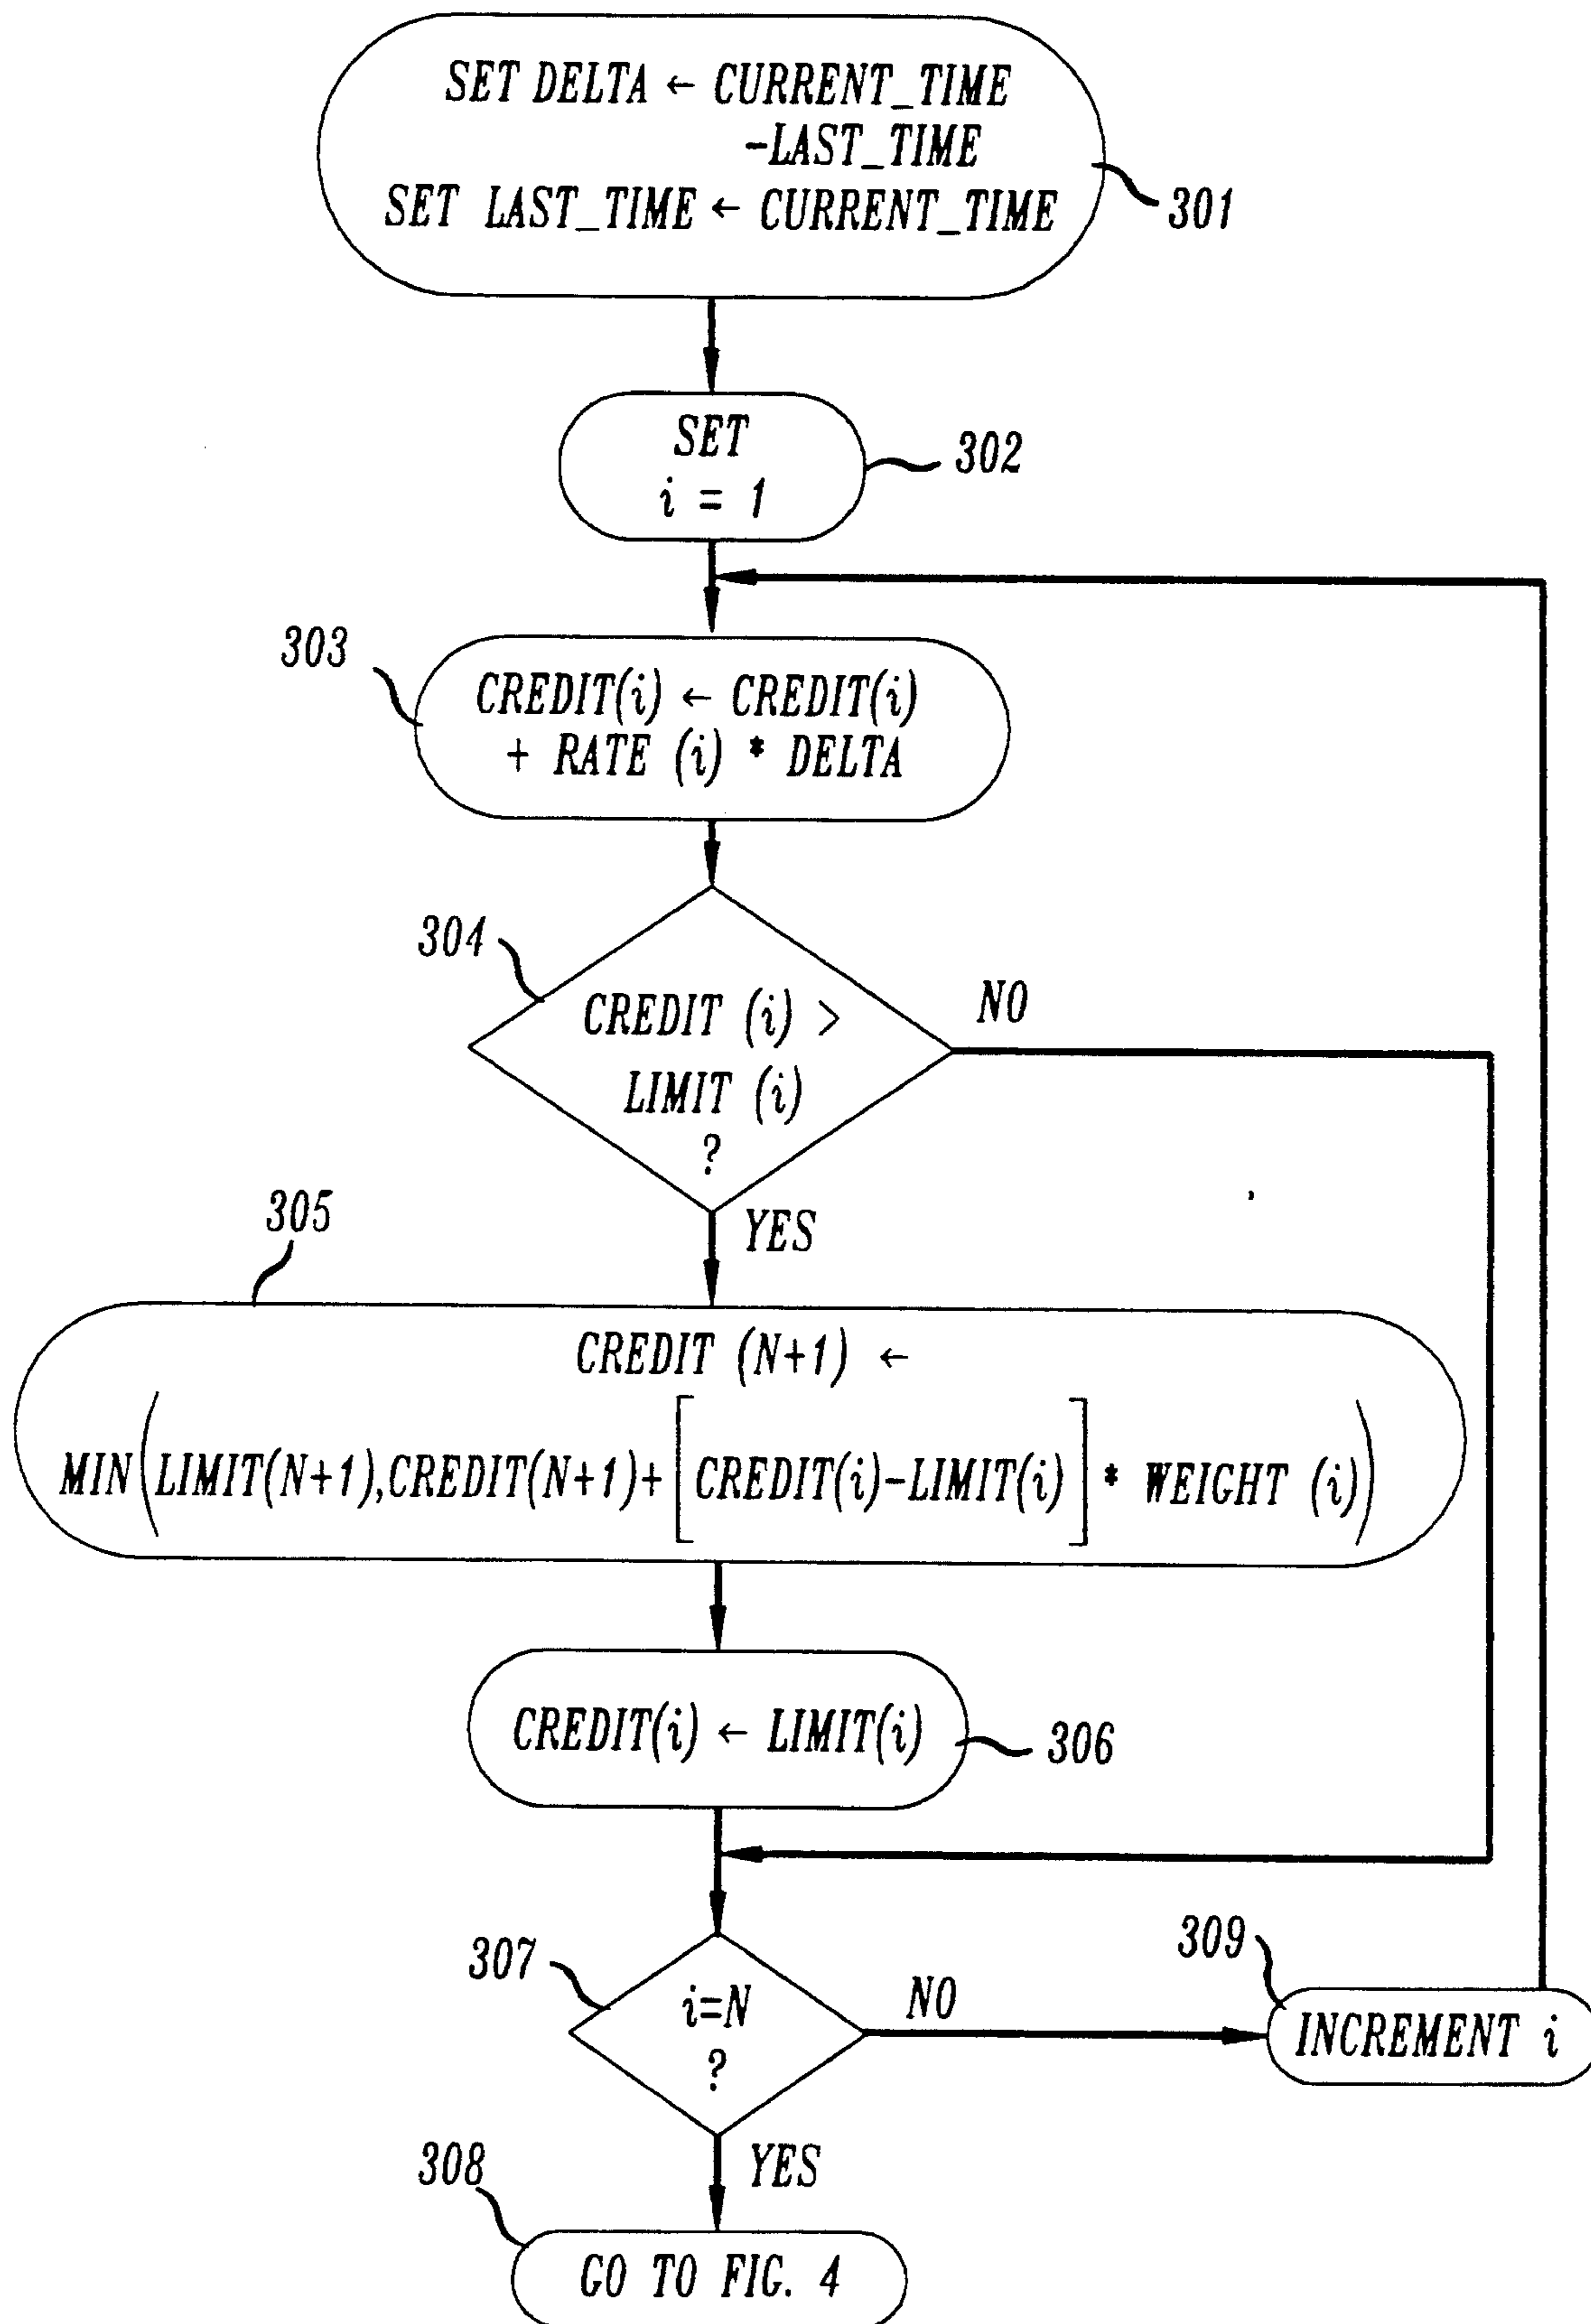 SET DELTA ← CURRENT_TIME
-LAST_TIME
SET LAST_TIME ← CURRENT_TIME
301
SET
i = 1
302
303
CREDIT(i) ← CREDIT(i)
+ RATE (i) * DELTA
304
CREDIT (i) >
LIMIT (i)
?
NO
YES
305
CREDIT (N+1) ←
MIN(LIMIT(N+1),CREDIT(N+1)+[CREDIT(i)-LIMIT(i)] * WEIGHT (i))
CREDIT(i) ← LIMIT(i)
306
307
i=N
?
NO
309
INCREMENT i
YES
308
GO TO FIG. 4